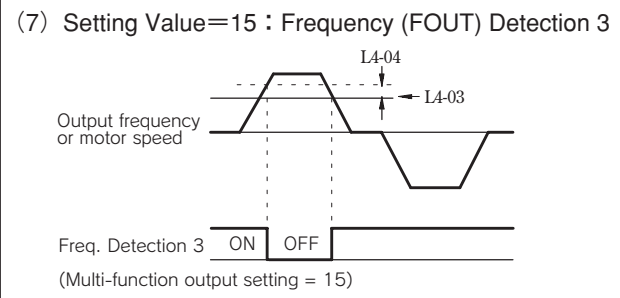 (7) Setting Value＝15：Frequency (FOUT) Detection 3
L4-04
L4-03
Output frequency
or motor speed
Freq. Detection 3 ON OFF
(Multi-function output setting = 15)